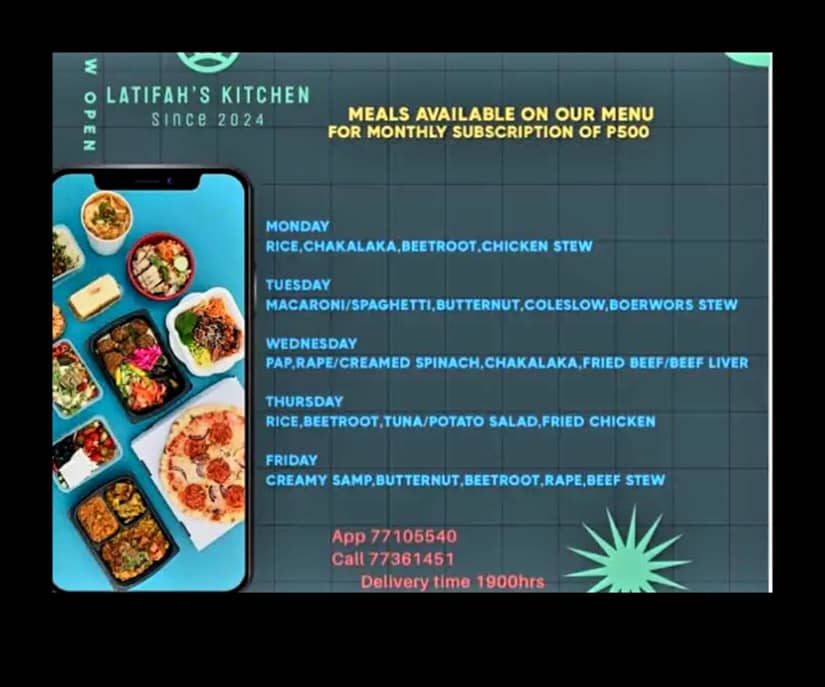 W OPEN
LATIFAH'S KITCHEN
Since 2024
MEALS AVAILABLE ON OUR MENU
FOR MONTHLY SUBSCRIPTION OF P500
MONDAY
RICE,CHAKALAKA,BEETROOT,CHICKEN STEW
TUESDAY
MACARONI/SPAGHETTI,BUTTERNUT,COLESLOW,BOERWORS STEW
WEDNESDAY
PAP,RAPE/CREAMED SPINACH,CHAKALAKA,FRIED BEEF/BEEF LIVER
THURSDAY
RICE,BEETROOT,TUNA/POTATO SALAD,FRIED CHICKEN
FRIDAY
CREAMY SAMP,BUTTERNUT,BEETROOT,RAPE,BEEF STEW
App 77105540
Call 77361451
Delivery time 1900hrs